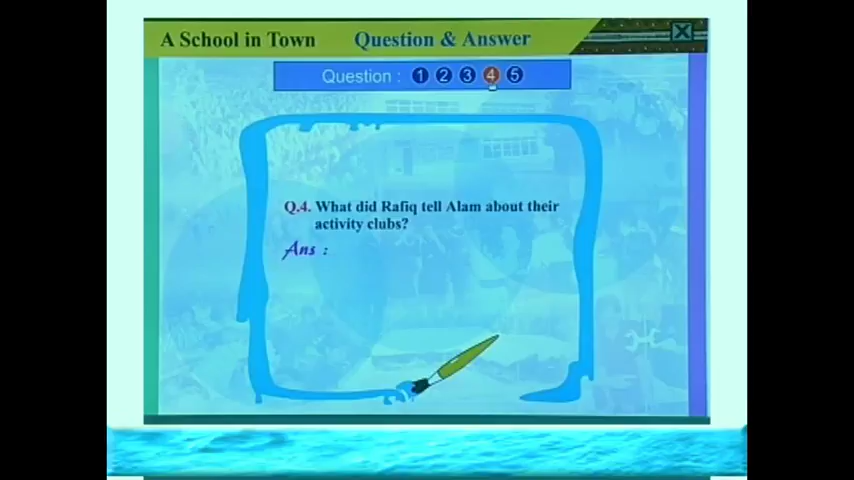 A School in Town Question & Answer
Question : 1 2 3 4 5
Q.4. What did Rafiq tell Alam about their
activity clubs?
Ans :